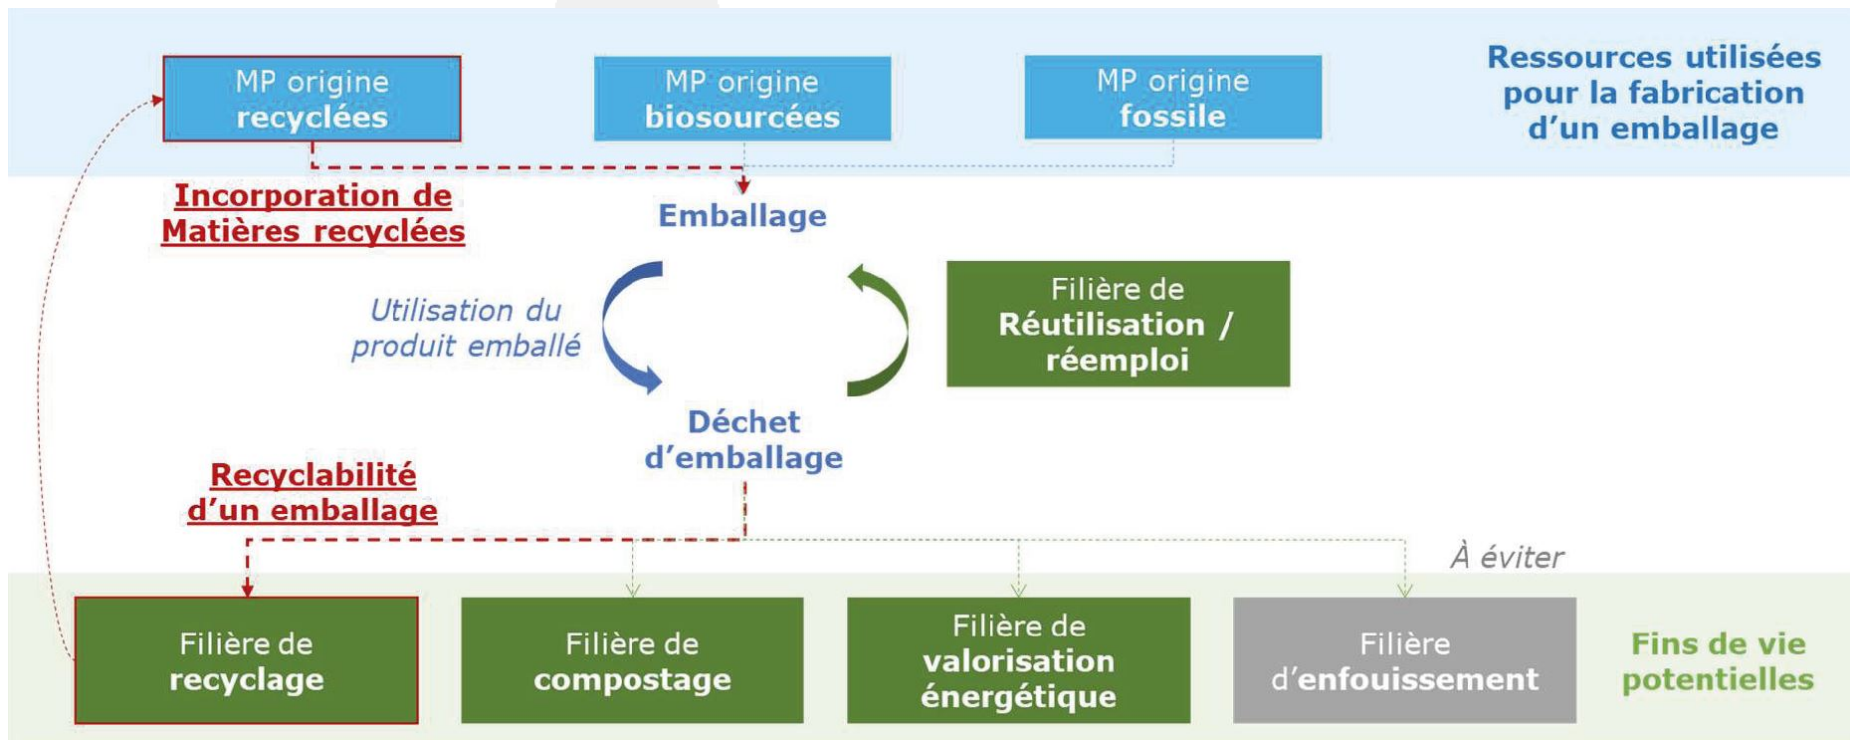 MP origine
recyclées
MP origine
biosourcées
MP origine
fossile
Ressources utilisées
pour la fabrication
d’un emballage
Incorporation de
Matières recyclées
Emballage
Utilisation du
produit emballé
Filière de
Réutilisation /
réemploi
Déchet
d’emballage
Recyclabilité
d’un emballage
À éviter
Filière de
recyclage
Filière de
compostage
Filière de
valorisation
énergétique
Filière
d’enfouissement
Fins de vie
potentielles